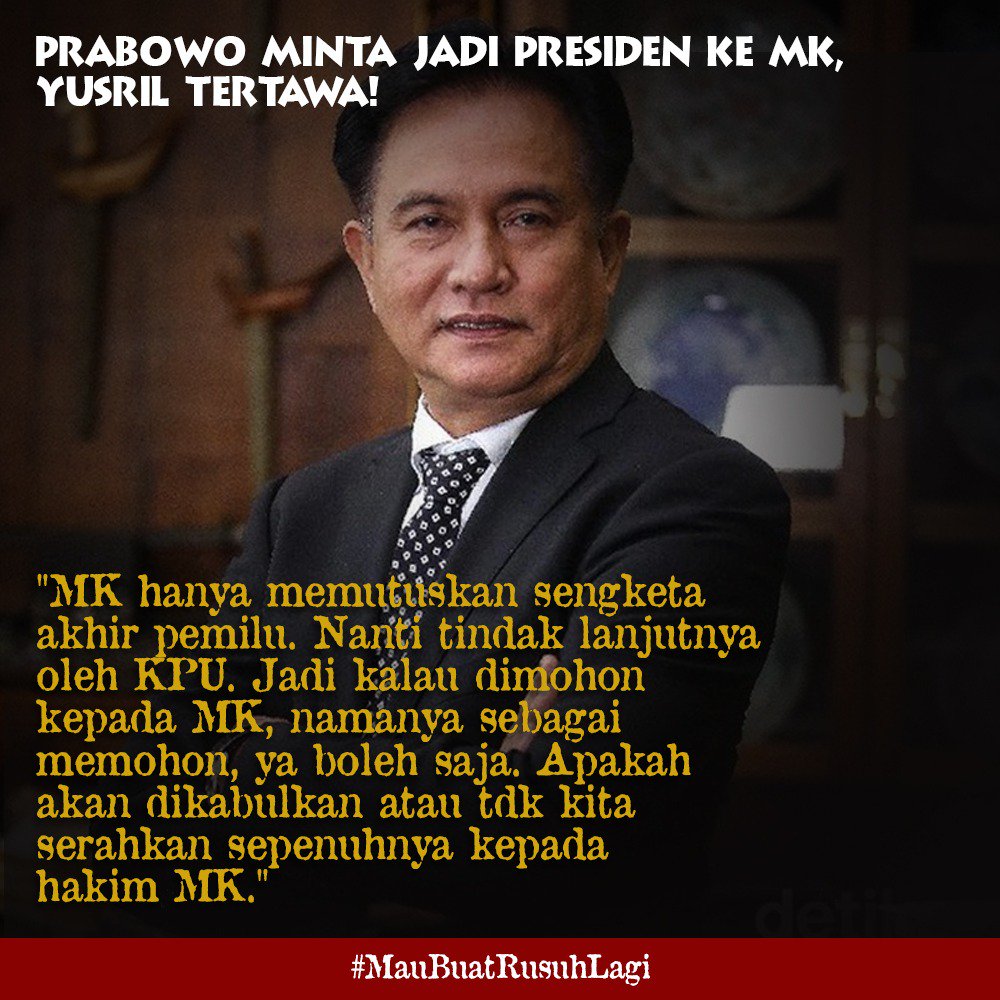 PRABOWO MINTA JADI PRESIDEN KE MK,
YUSRIL TERTAWA!
"MK hanya memutuskan sengketa
akhir pemilu. Nanti tindak lanjutnya
oleh KPU. Jadi kalau dimohon
kepada MK, namanya sebagai
memohon, ya boleh saja. Apakah
akan dikabulkan atau tdk kita
serahkan sepenuhnya kepada
hakim MK."
#MauBuatRusuhLagi